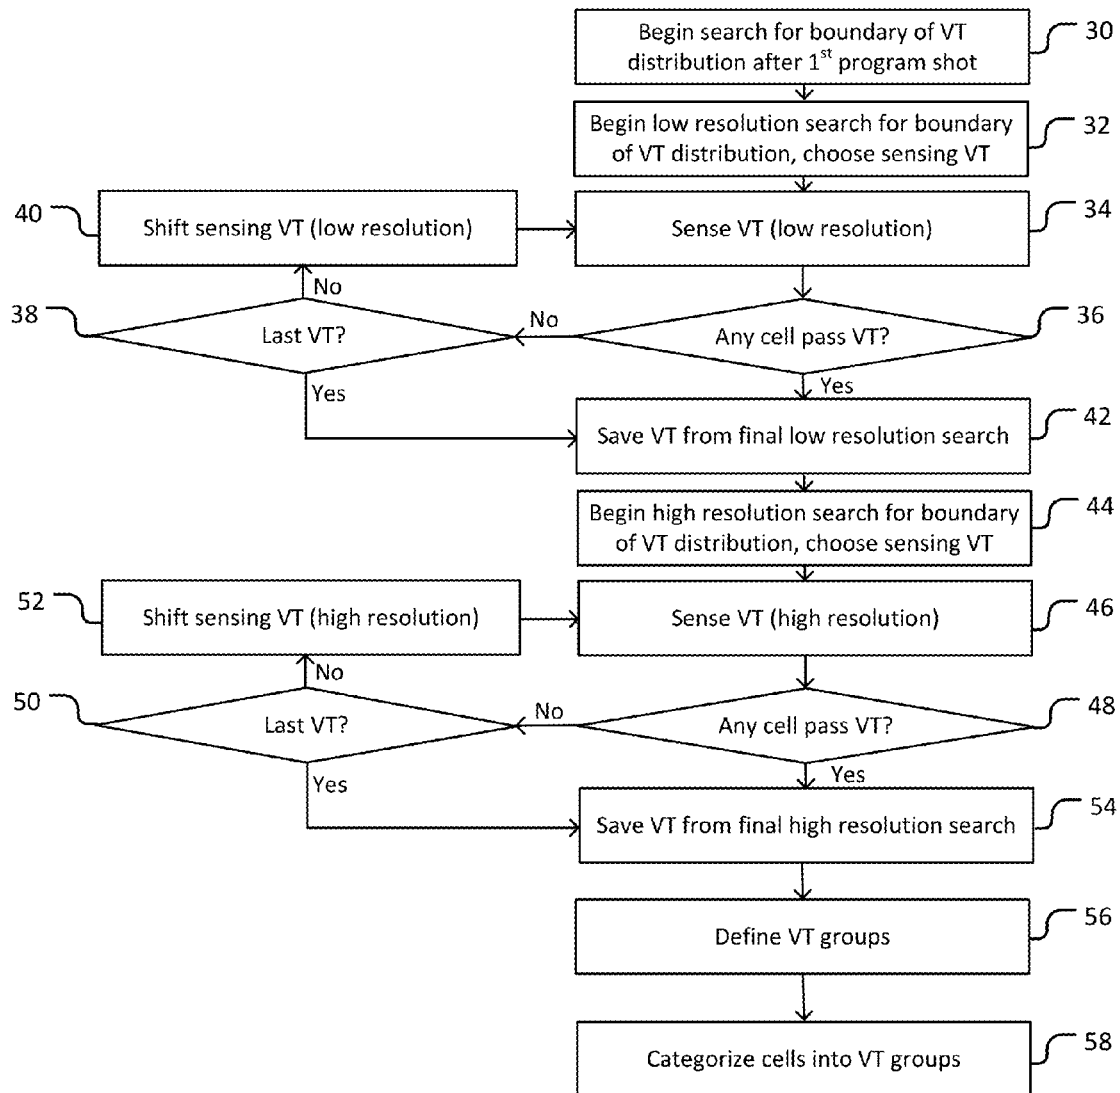 Begin search for boundary of VT
distribution after 1st program shot
30
Begin low resolution search for boundary
of VT distribution, choose sensing VT
32
40
Shift sensing VT (low resolution)
Sense VT (low resolution)
34
No
38
Last VT?
No
Any cell pass VT?
36
Yes
Yes
Save VT from final low resolution search
42
Begin high resolution search for boundary
of VT distribution, choose sensing VT
44
52
Shift sensing VT (high resolution)
Sense VT (high resolution)
46
No
50
Last VT?
No
Any cell pass VT?
48
Yes
Yes
Save VT from final high resolution search
54
Define VT groups
56
Categorize cells into VT groups
58